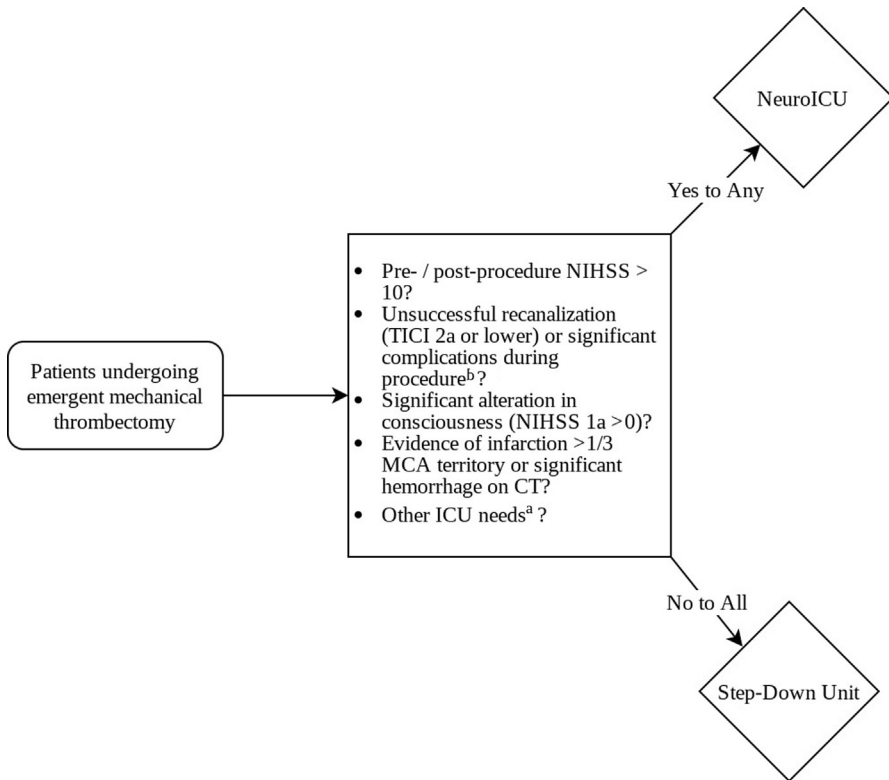 NeuroICU
Yes to Any
• Pre- / post-procedure NIHSS >
10?
• Unsuccessful recanalization
(TICI 2a or lower) or significant
complications during
procedureᵇ ?
• Significant alteration in
consciousness (NIHSS 1a >0)?
• Evidence of infarction >1/3
MCA territory or significant
hemorrhage on CT?
• Other ICU needsᵃ ?
Patients undergoing
emergent mechanical
thrombectomy
No to All
Step-Down Unit